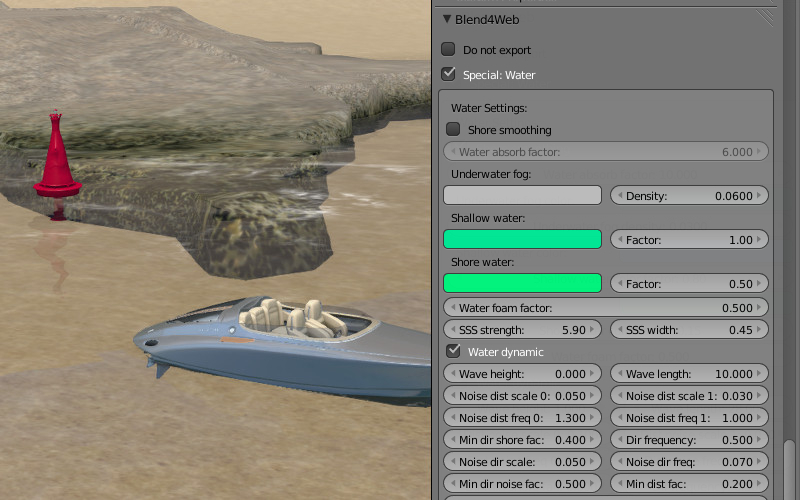 Blend4Web
Do not export
Special: Water
Water Settings:
Shore smoothing
Water absorb factor: 6.000
Underwater fog:
Density: 0.0600
Shallow water:
Factor: 1.00
Shore water:
Factor: 0.50
Water foam factor: 0.500
SSS strength: 5.90 SSS width: 0.45
Water dynamic
Wave height: 0.000 Wave length: 10.000
Noise dist scale 0: 0.050 Noise dist scale 1: 0.030
Noise dist freq 0: 1.300 Noise dist freq 1: 1.000
Min dir shore fac: 0.400 Dir frequency: 0.500
Noise dir scale: 0.050 Noise dir freq: 0.070
Min dir noise fac: 0.500 Min dist fac: 0.200